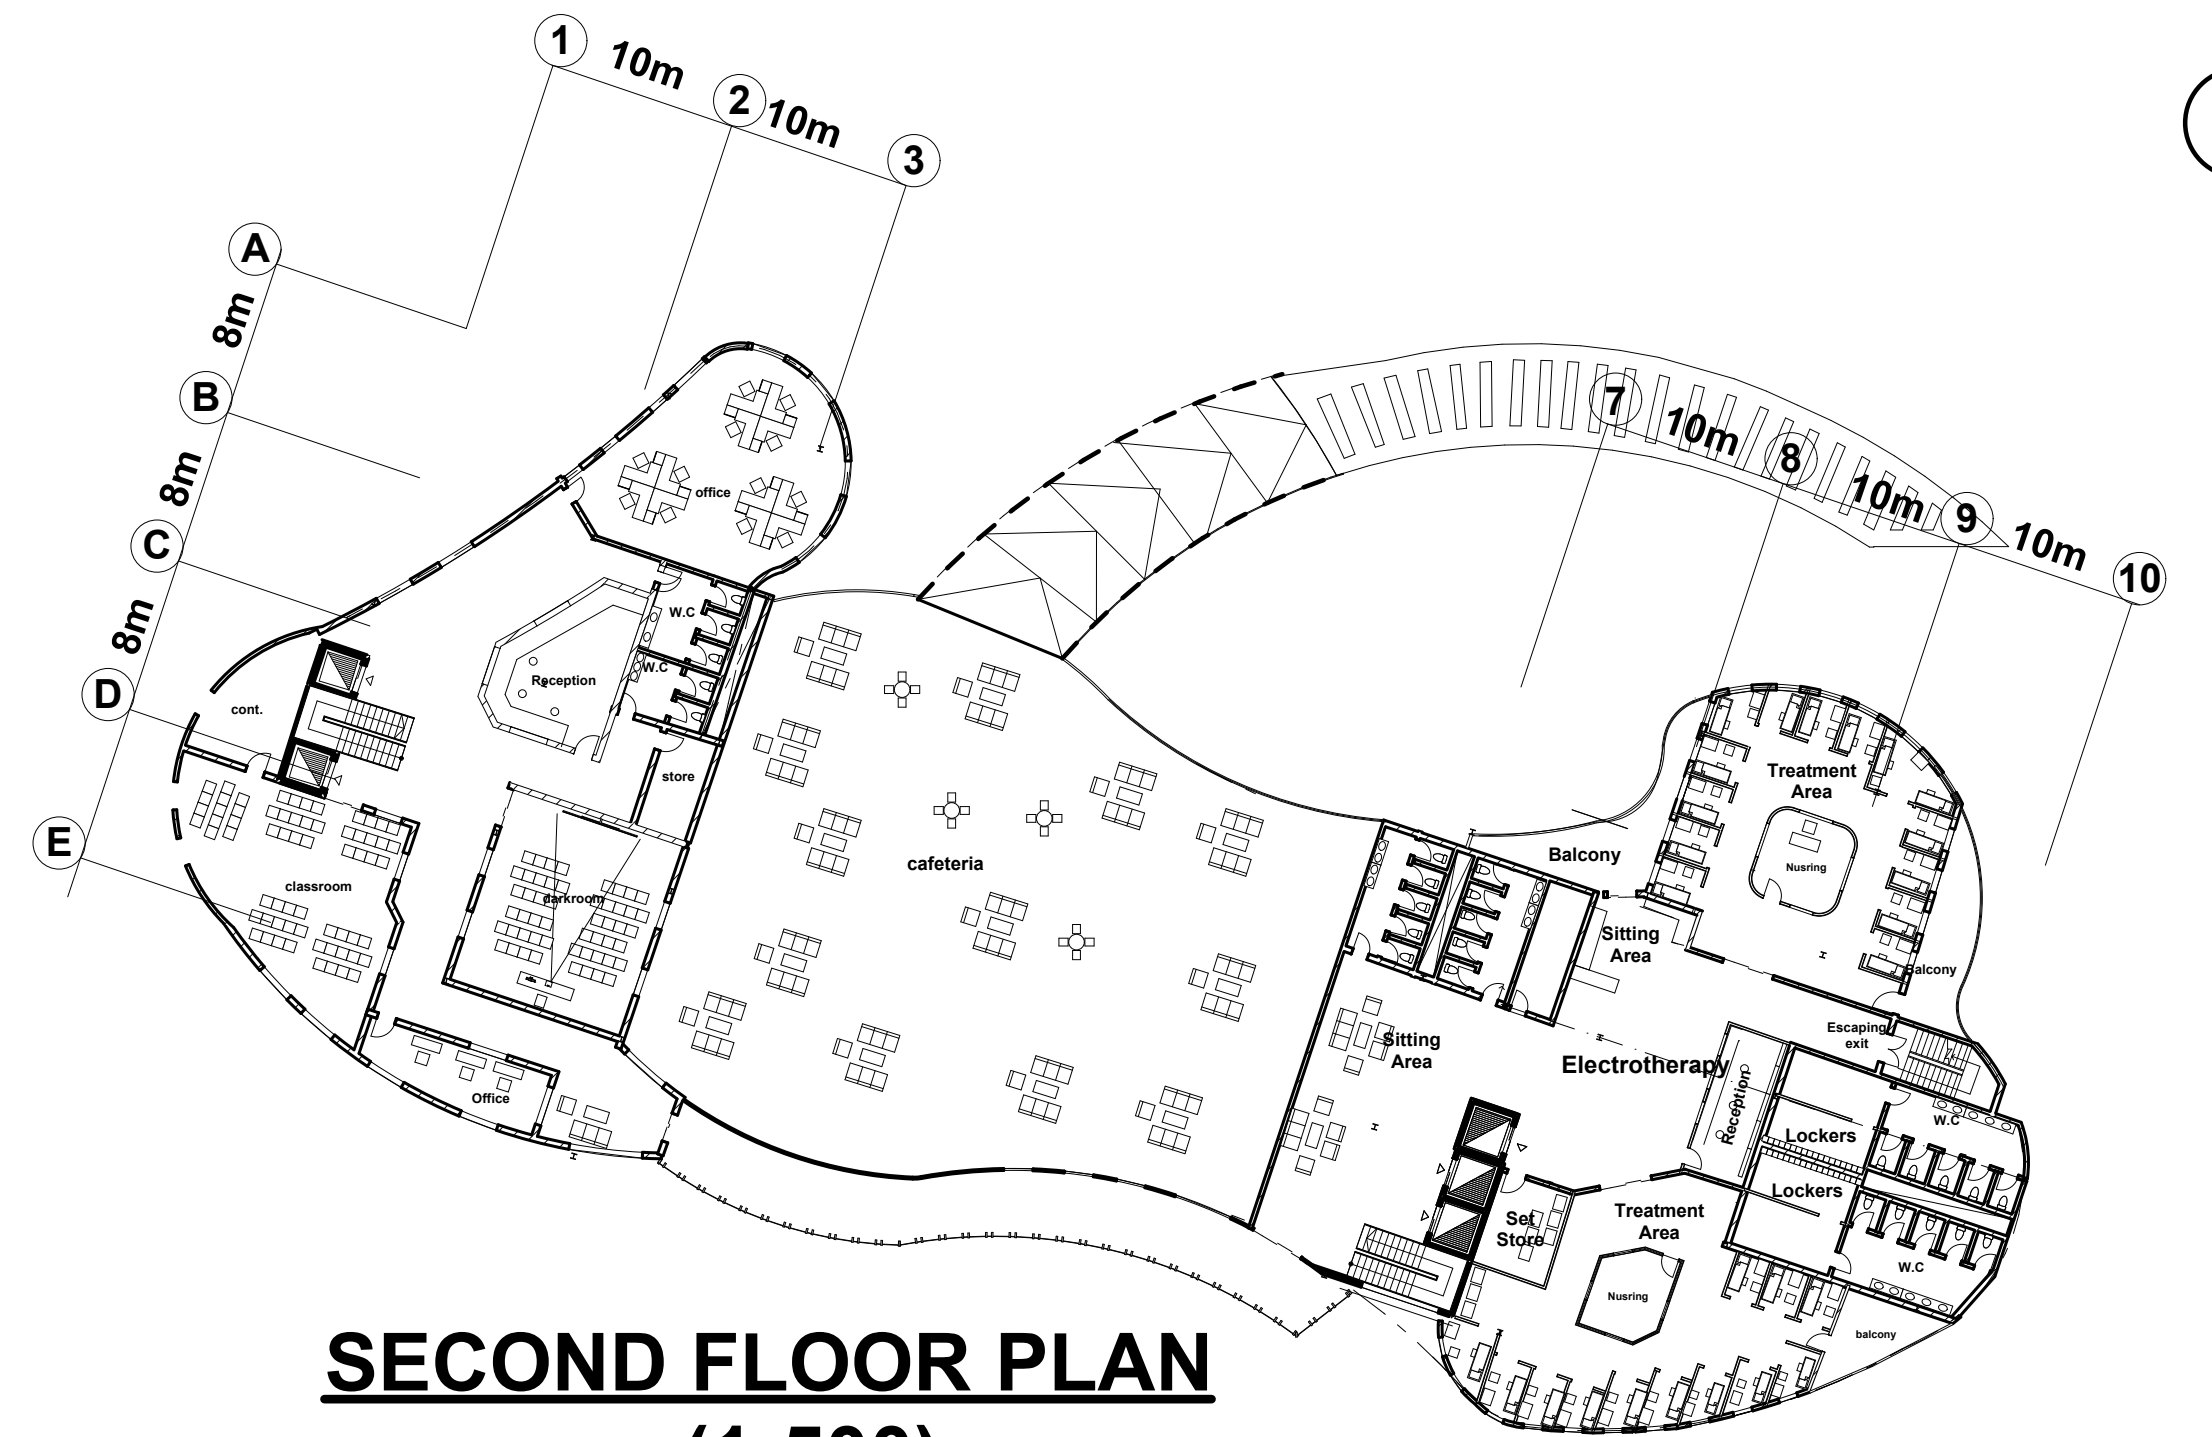 1
10m
2
10m
3
A
8m
B
8m
C
8m
D
E
7
10m
8
10m
9
10m
10
office
W.C
W.C
Reception
cont.
store
classroom
darkroom
Office
cafeteria
Treatment
Area
Nusring
Balcony
Sitting
Area
Balcony
Escaping
exit
Sitting
Area
Electrotherapy
Reception
W.C
Lockers
Lockers
Set
Store
Treatment
Area
W.C
Nusring
balcony
SECOND FLOOR PLAN